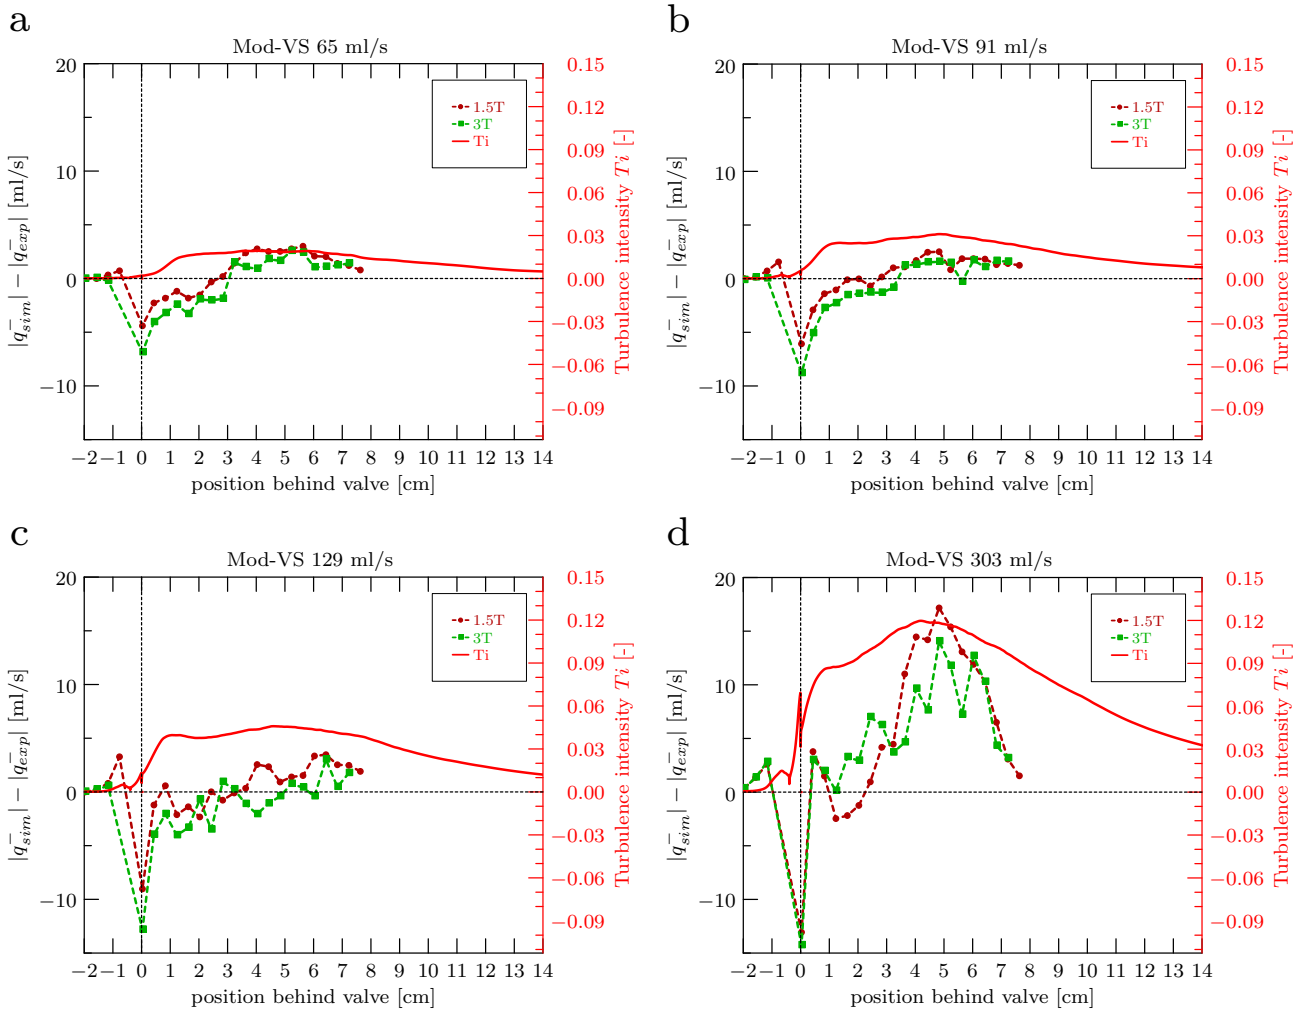 a
Mod-VS 65 ml/s
20
10
0
−10
|q̄_sim| − |q̄_exp| [ml/s]
0.15
0.12
0.09
0.06
0.03
0.00
−0.03
−0.06
−0.09
Turbulence intensity Ti [-]
1.5T
3T
Ti
−2 −1 0 1 2 3 4 5 6 7 8 9 10 11 12 13 14
position behind valve [cm]
b
Mod-VS 91 ml/s
20
10
0
−10
|q̄_sim| − |q̄_exp| [ml/s]
0.15
0.12
0.09
0.06
0.03
0.00
−0.03
−0.06
−0.09
Turbulence intensity Ti [-]
1.5T
3T
Ti
−2 −1 0 1 2 3 4 5 6 7 8 9 10 11 12 13 14
position behind valve [cm]
c
Mod-VS 129 ml/s
20
10
0
−10
|q̄_sim| − |q̄_exp| [ml/s]
0.15
0.12
0.09
0.06
0.03
0.00
−0.03
−0.06
−0.09
Turbulence intensity Ti [-]
1.5T
3T
Ti
−2 −1 0 1 2 3 4 5 6 7 8 9 10 11 12 13 14
position behind valve [cm]
d
Mod-VS 303 ml/s
20
10
0
−10
|q̄_sim| − |q̄_exp| [ml/s]
0.15
0.12
0.09
0.06
0.03
0.00
−0.03
−0.06
−0.09
Turbulence intensity Ti [-]
1.5T
3T
Ti
−2 −1 0 1 2 3 4 5 6 7 8 9 10 11 12 13 14
position behind valve [cm]